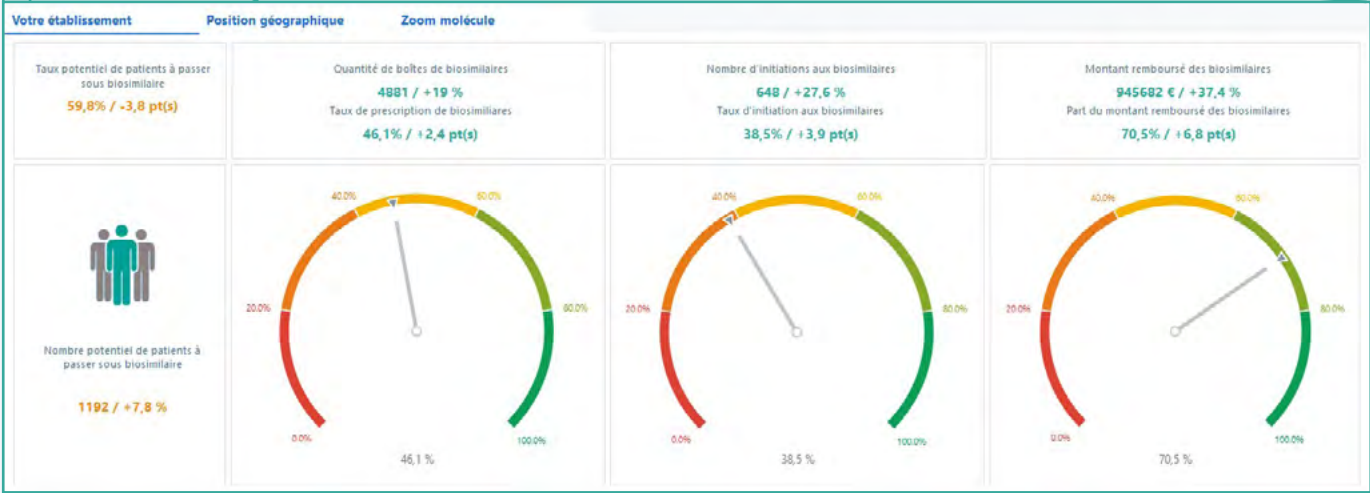 Votre établissement
Position géographique
Zoom molécule
Taux potentiel de patients à passer
sous biosimilaire
59,8% / -3,8 pt(s)
Quantité de boîtes de biosimilaires
4881 / +19 %
Taux de prescription de biosimiliares
46,1% / +2,4 pt(s)
Nombre d'initiations aux biosimilaires
648 / +27,6 %
Taux d'initiation aux biosimilaires
38,5% / +3,9 pt(s)
Montant remboursé des biosimilaires
945682 € / +37,4 %
Part du montant remboursé des biosimilaires
70,5% / +6,8 pt(s)
Nombre potentiel de patients à
passer sous biosimilaire
1192 / +7,8 %
40.0%
60.0%
20.0%
80.0%
0.0%
100.0%
46,1 %
40.0%
60.0%
20.0%
80.0%
0.0%
100.0%
38,5 %
40.0%
60.0%
20.0%
80.0%
0.0%
100.0%
70,5 %